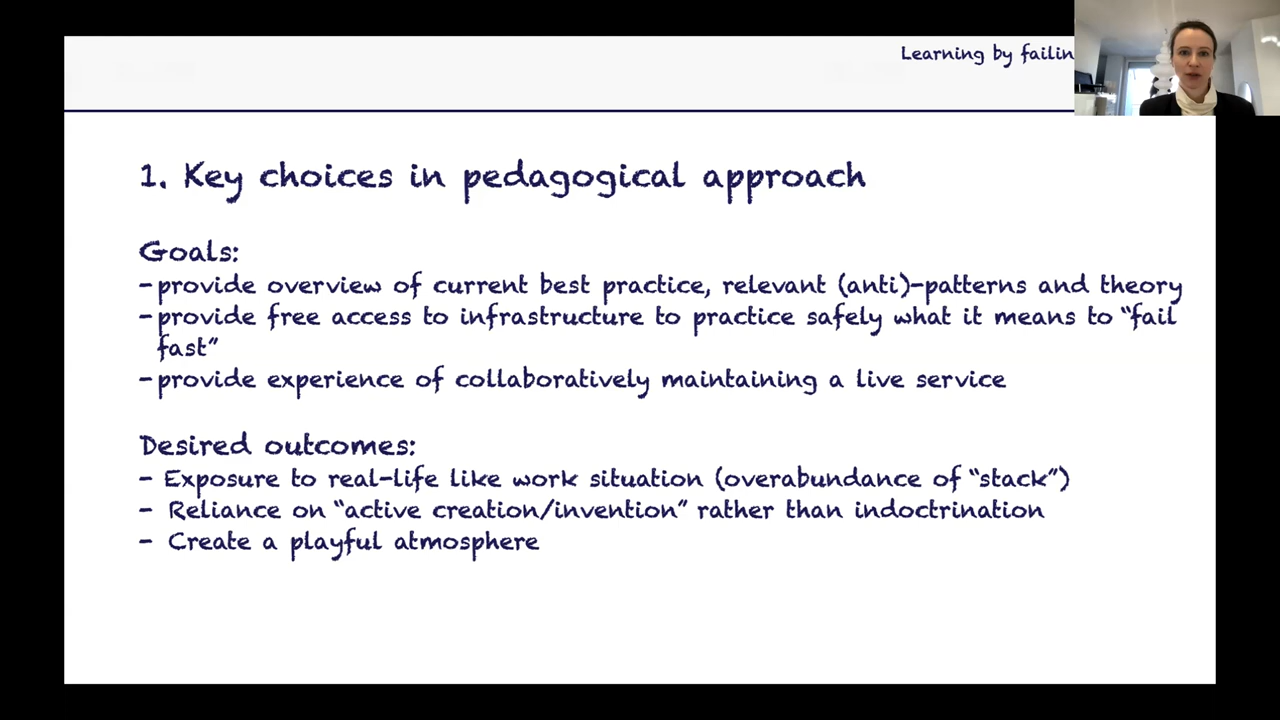 Learning by failin
1. Key choices in pedagogical approach
Goals:
-provide overview of current best practice, relevant (anti)-patterns and theory
-provide free access to infrastructure to practice safely what it means to “fail
fast”
-provide experience of collaboratively maintaining a live service
Desired outcomes:
- Exposure to real-life like work situation (overabundance of “stack”)
- Reliance on “active creation/invention” rather than indoctrination
- Create a playful atmosphere